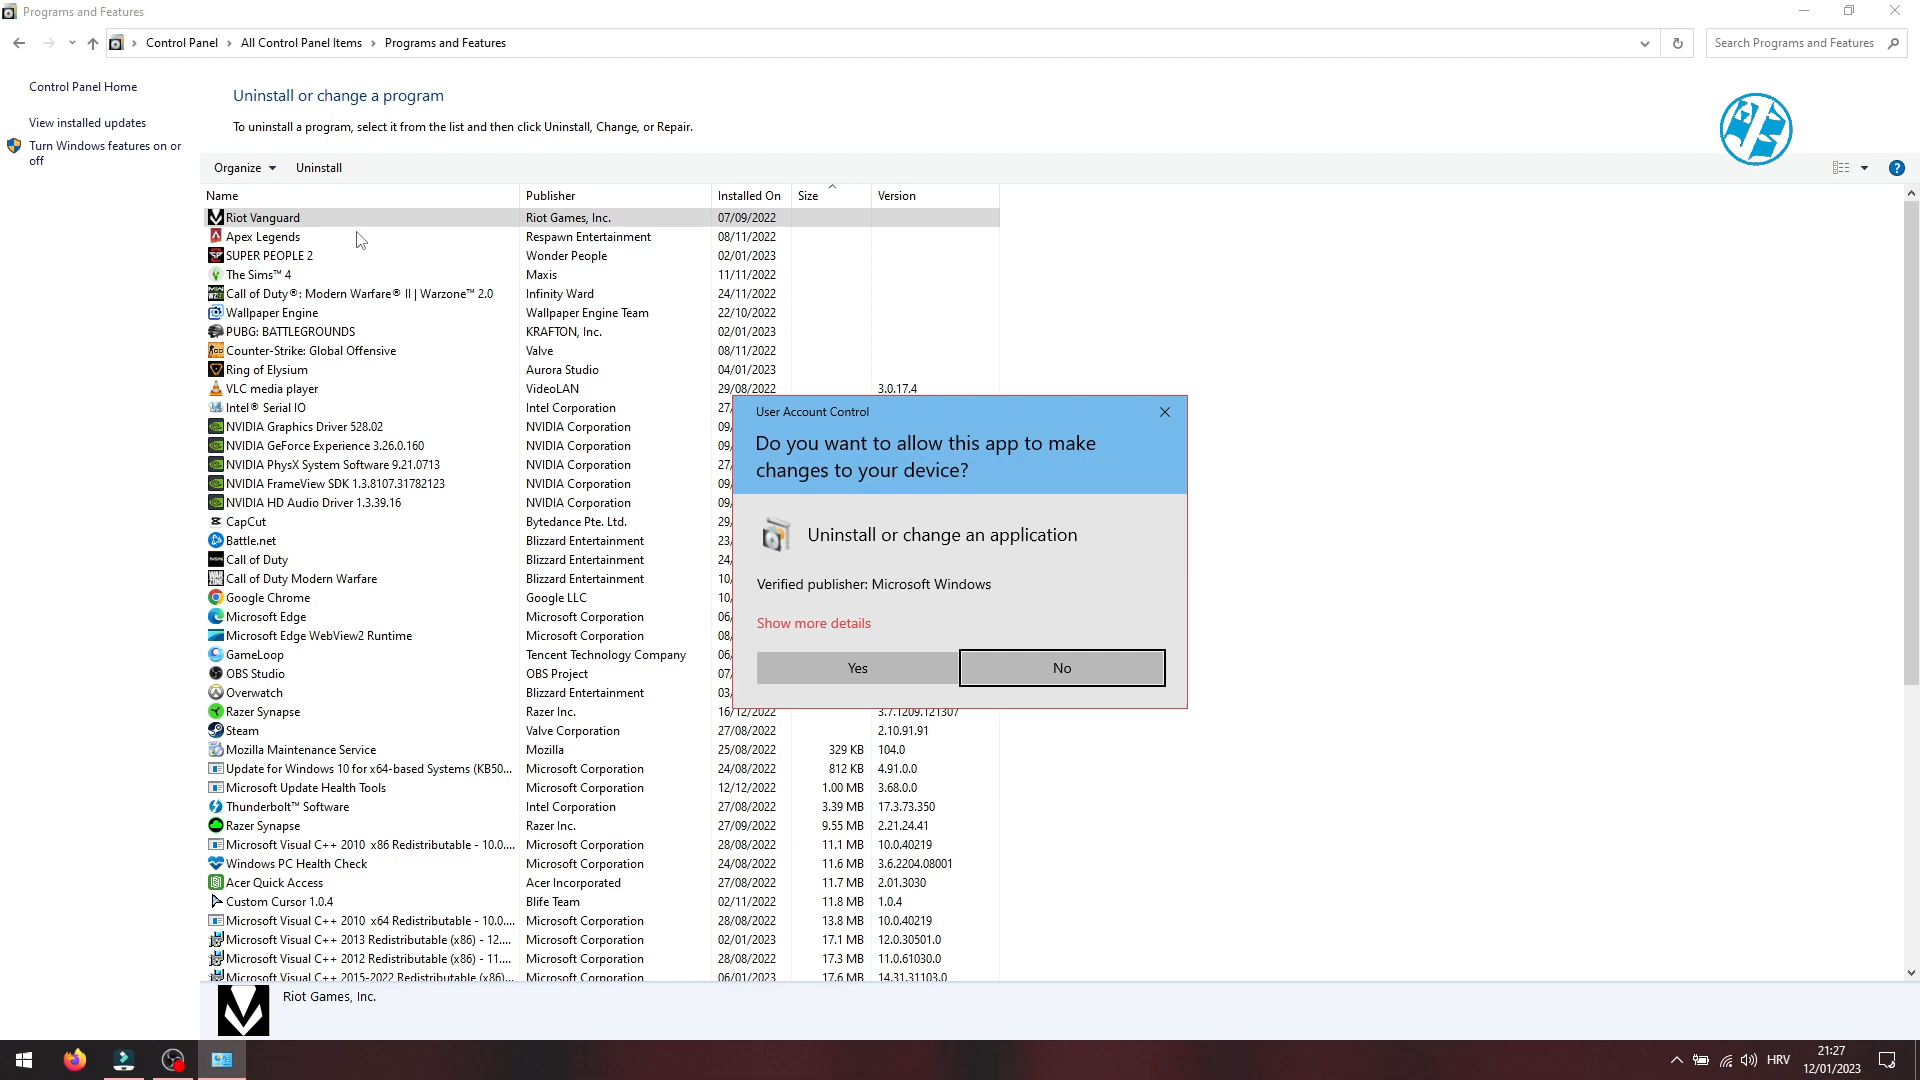 Programs and Features
Control Panel
All Control Panel Items
Programs and Features
Search Programs and Features
Control Panel Home
View installed updates
Turn Windows features on or
off
Uninstall or change a program
To uninstall a program, select it from the list and then click Uninstall, Change, or Repair.
Organize
Uninstall
Name Publisher Installed On Size Version
Riot Vanguard Riot Games, Inc. 07/09/2022
Apex Legends Respawn Entertainment 08/11/2022
SUPER PEOPLE 2 Wonder People 02/01/2023
The Sims™ 4 Maxis 11/11/2022
Call of Duty®: Modern Warfare® II | Warzone™ 2.0 Infinity Ward 24/11/2022
Wallpaper Engine Wallpaper Engine Team 22/10/2022
PUBG: BATTLEGROUNDS KRAFTON, Inc. 02/01/2023
Counter-Strike: Global Offensive Valve 08/11/2022
Ring of Elysium Aurora Studio 04/01/2023
VLC media player VideoLAN 29/08/2022 3.0.17.4
Intel® Serial IO Intel Corporation 27/
NVIDIA Graphics Driver 528.02 NVIDIA Corporation 09/
NVIDIA GeForce Experience 3.26.0.160 NVIDIA Corporation 09/
NVIDIA PhysX System Software 9.21.0713 NVIDIA Corporation 27/
NVIDIA FrameView SDK 1.3.8107.31782123 NVIDIA Corporation 09/
NVIDIA HD Audio Driver 1.3.39.16 NVIDIA Corporation 09/
CapCut Bytedance Pte. Ltd. 29/
Battle.net Blizzard Entertainment 23/
Call of Duty Blizzard Entertainment 24/
Call of Duty Modern Warfare Blizzard Entertainment 10/
Google Chrome Google LLC 10/
Microsoft Edge Microsoft Corporation 06/
Microsoft Edge WebView2 Runtime Microsoft Corporation 08/
GameLoop Tencent Technology Company 06/
OBS Studio OBS Project 07/
Overwatch Blizzard Entertainment 03/
Razer Synapse Razer Inc. 16/12/2022 3.7.1209.121307
Steam Valve Corporation 27/08/2022 2.10.91.91
Mozilla Maintenance Service Mozilla 25/08/2022 329 KB 104.0
Update for Windows 10 for x64-based Systems (KB50... Microsoft Corporation 24/08/2022 812 KB 4.91.0.0
Microsoft Update Health Tools Microsoft Corporation 12/12/2022 1.00 MB 3.68.0.0
Thunderbolt™ Software Intel Corporation 27/08/2022 3.39 MB 17.3.73.350
Razer Synapse Razer Inc. 27/09/2022 9.55 MB 2.21.24.41
Microsoft Visual C++ 2010 x86 Redistributable - 10.0.... Microsoft Corporation 28/08/2022 11.1 MB 10.0.40219
Windows PC Health Check Microsoft Corporation 24/08/2022 11.6 MB 3.6.2204.08001
Acer Quick Access Acer Incorporated 27/08/2022 11.7 MB 2.01.3030
Custom Cursor 1.0.4 Blife Team 02/11/2022 11.8 MB 1.0.4
Microsoft Visual C++ 2010 x64 Redistributable - 10.0.... Microsoft Corporation 28/08/2022 13.8 MB 10.0.40219
Microsoft Visual C++ 2013 Redistributable (x86) - 12.... Microsoft Corporation 02/01/2023 17.1 MB 12.0.30501.0
Microsoft Visual C++ 2012 Redistributable (x86) - 11.... Microsoft Corporation 28/08/2022 17.3 MB 11.0.61030.0
Microsoft Visual C++ 2015-2022 Redistributable (x86)... Microsoft Corporation 06/01/2023 17.6 MB 14.31.31103.0
User Account Control
Do you want to allow this app to make
changes to your device?
Uninstall or change an application
Verified publisher: Microsoft Windows
Show more details
Yes
No
Riot Games, Inc.
HRV
21:27
12/01/2023